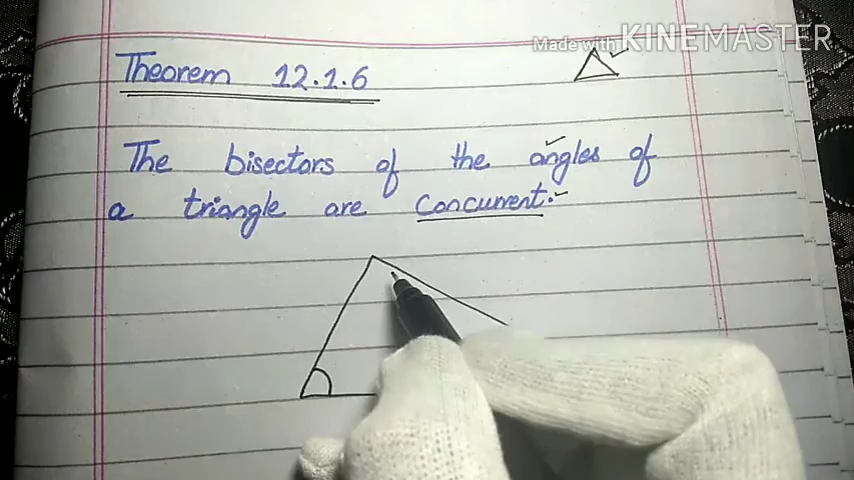 Made with KINEMASTER
Theorem 12.1.6
The bisectors of the angles of
a triangle are concurrent.